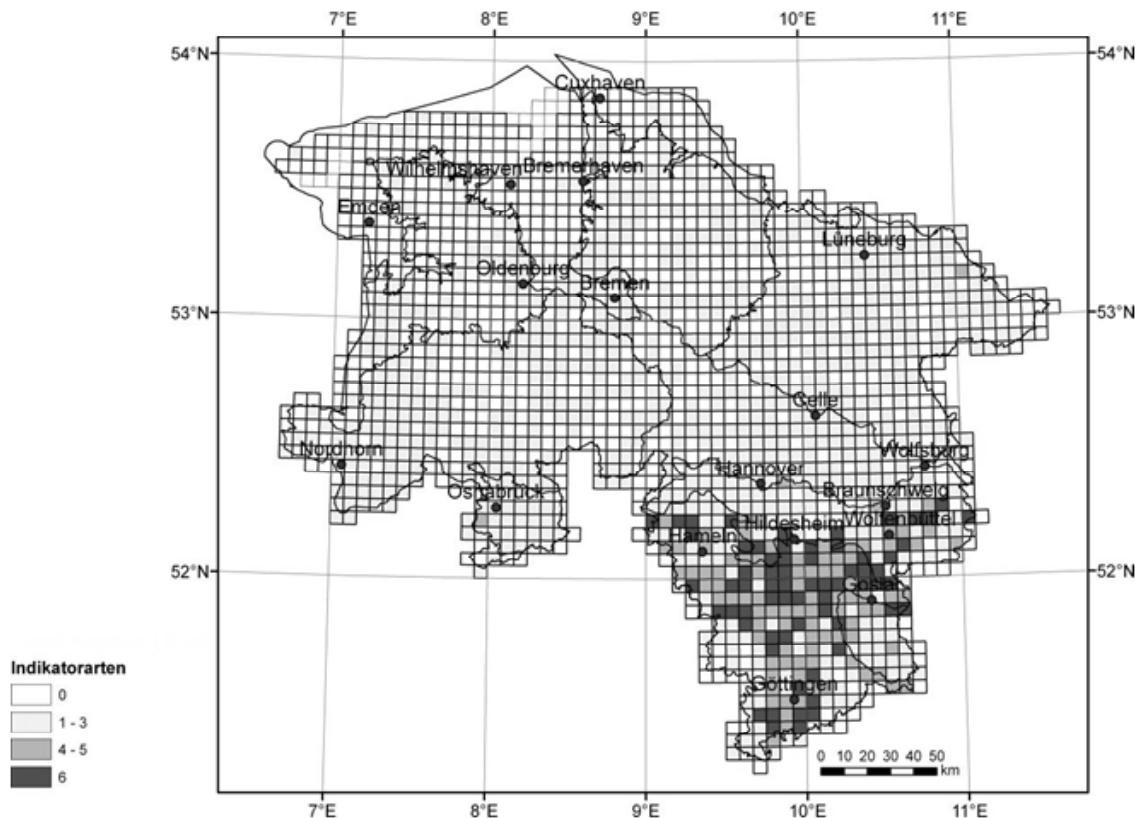 7°E 8°E 9°E 10°E 11°E
54°N 54°N
Cuxhaven
Wilhelmshaven Bremerhaven
Emden
Lüneburg
Oldenburg Bremen
53°N 53°N
Celle
Nordhorn Wolfsburg
Hannover
Osnabrück Braunschweig
Hildesheim Wolfenbüttel
Hameln
52°N 52°N
Goslar
Göttingen
Indikatorarten
0
1 - 3
4 - 5
6
0 10 20 30 40 50
km
7°E 8°E 9°E 10°E 11°E